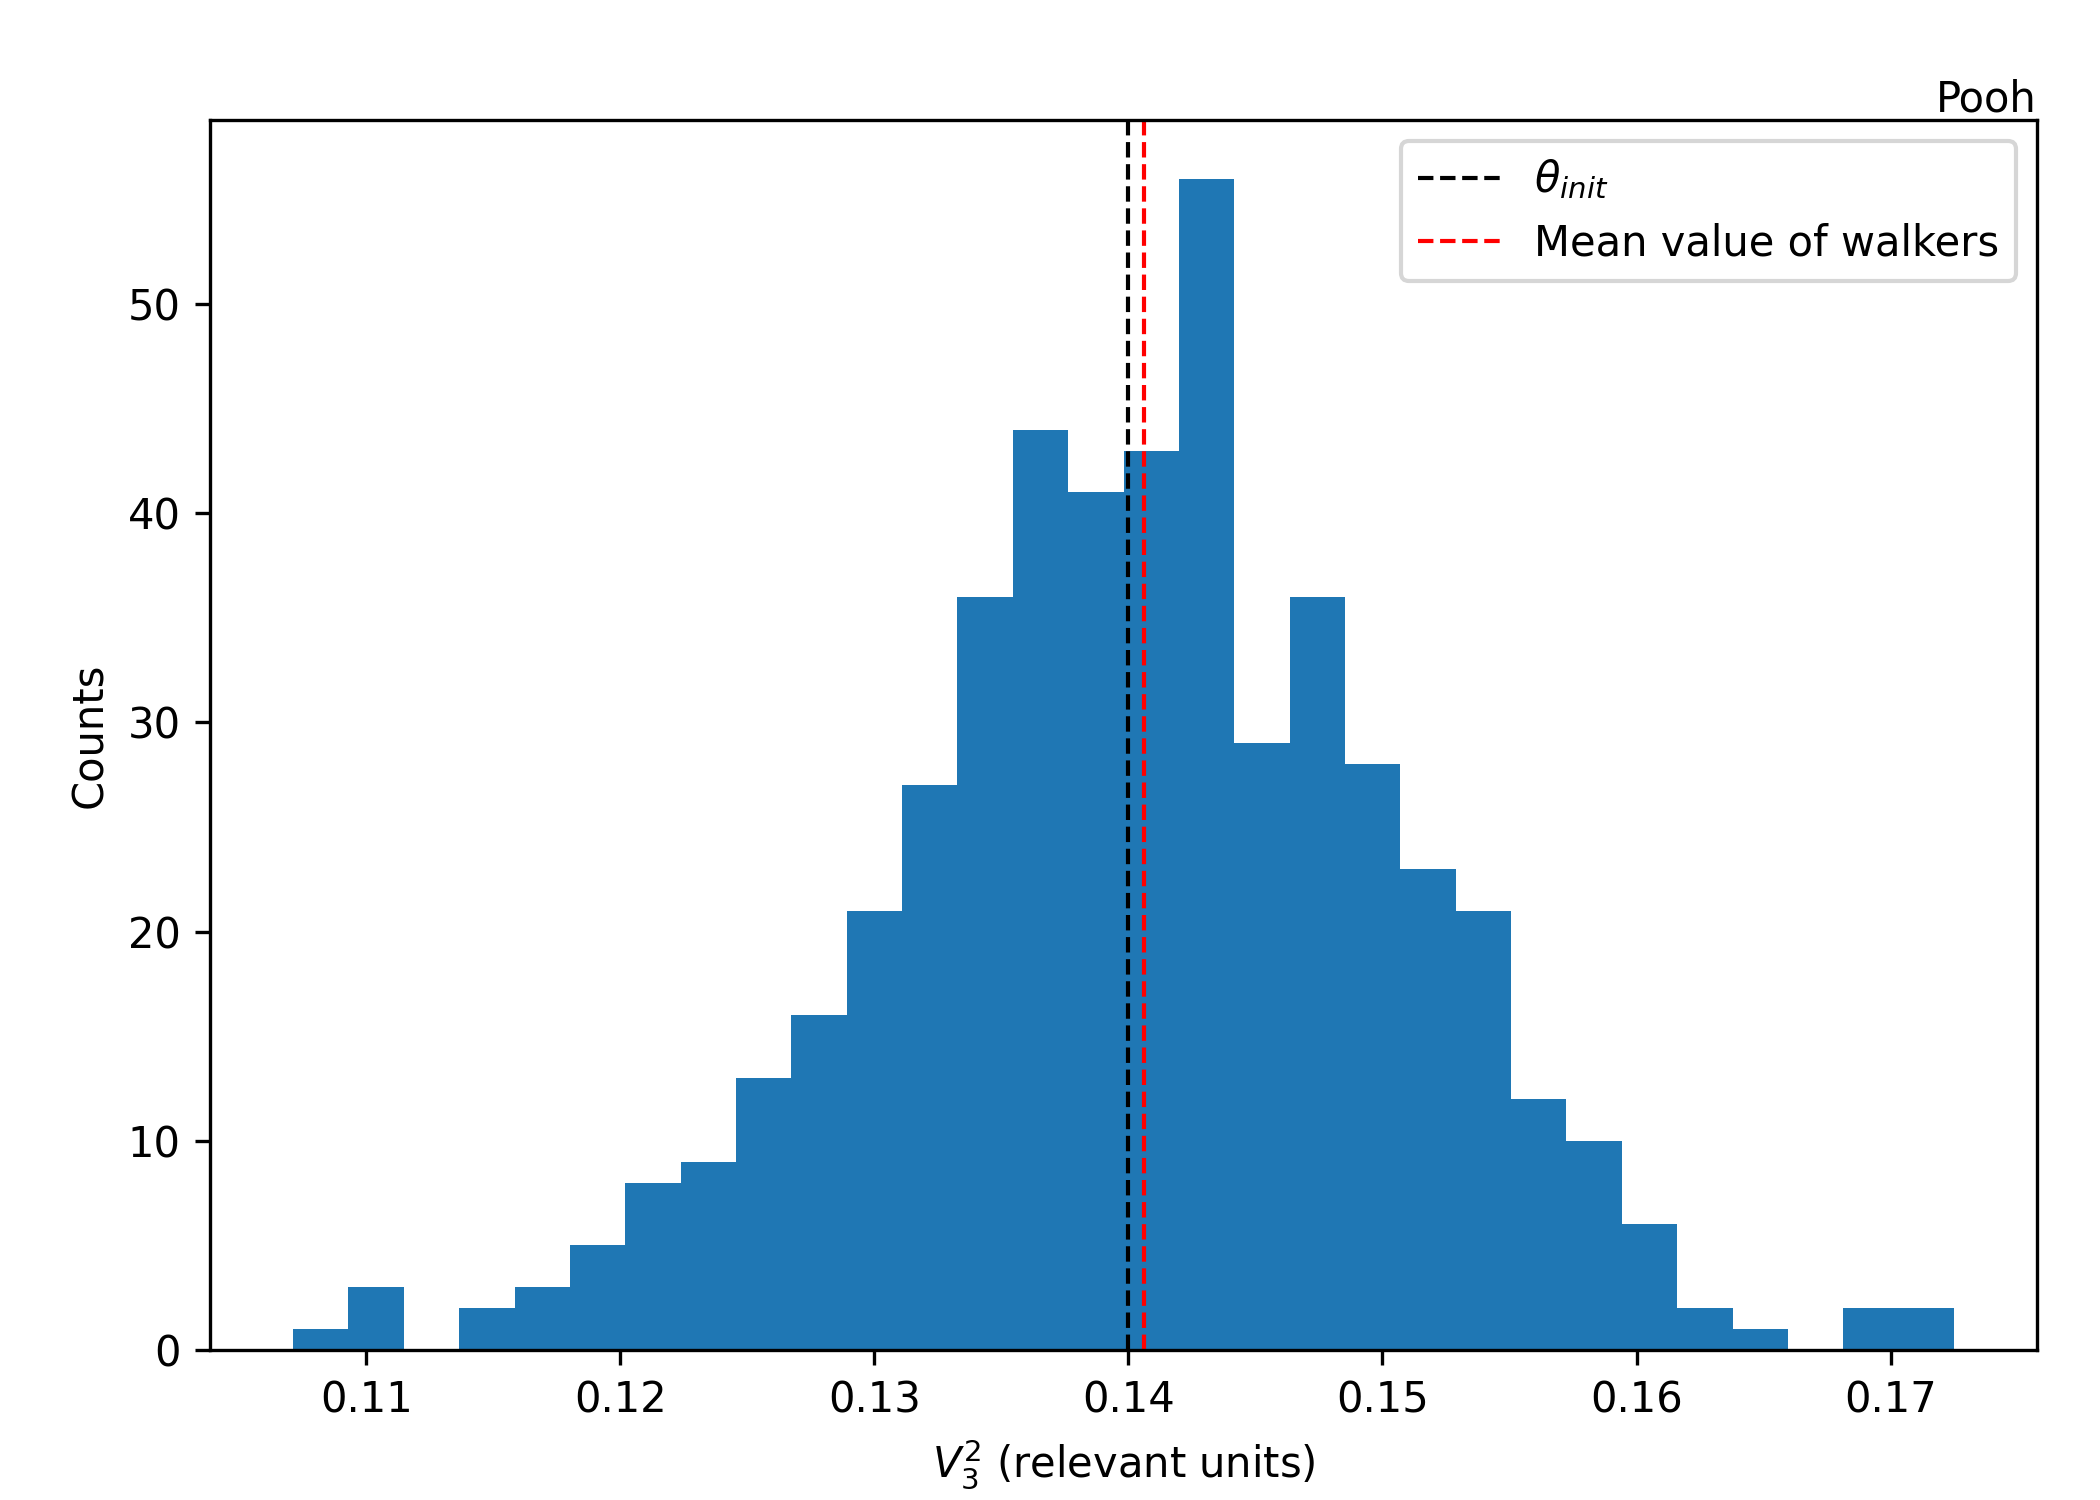 Pooh
θ_init
Mean value of walkers
Counts
50
40
30
20
10
0
0.11 0.12 0.13 0.14 0.15 0.16 0.17
V₃² (relevant units)